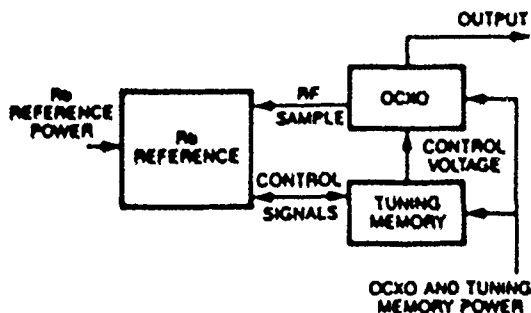 OUTPUT
Rb
REFERENCE
POWER
Rb
REFERENCE
RF
SAMPLE
OCXO
CONTROL
VOLTAGE
CONTROL
SIGNALS
TUNING
MEMORY
OCXO AND TUNING
MEMORY POWER